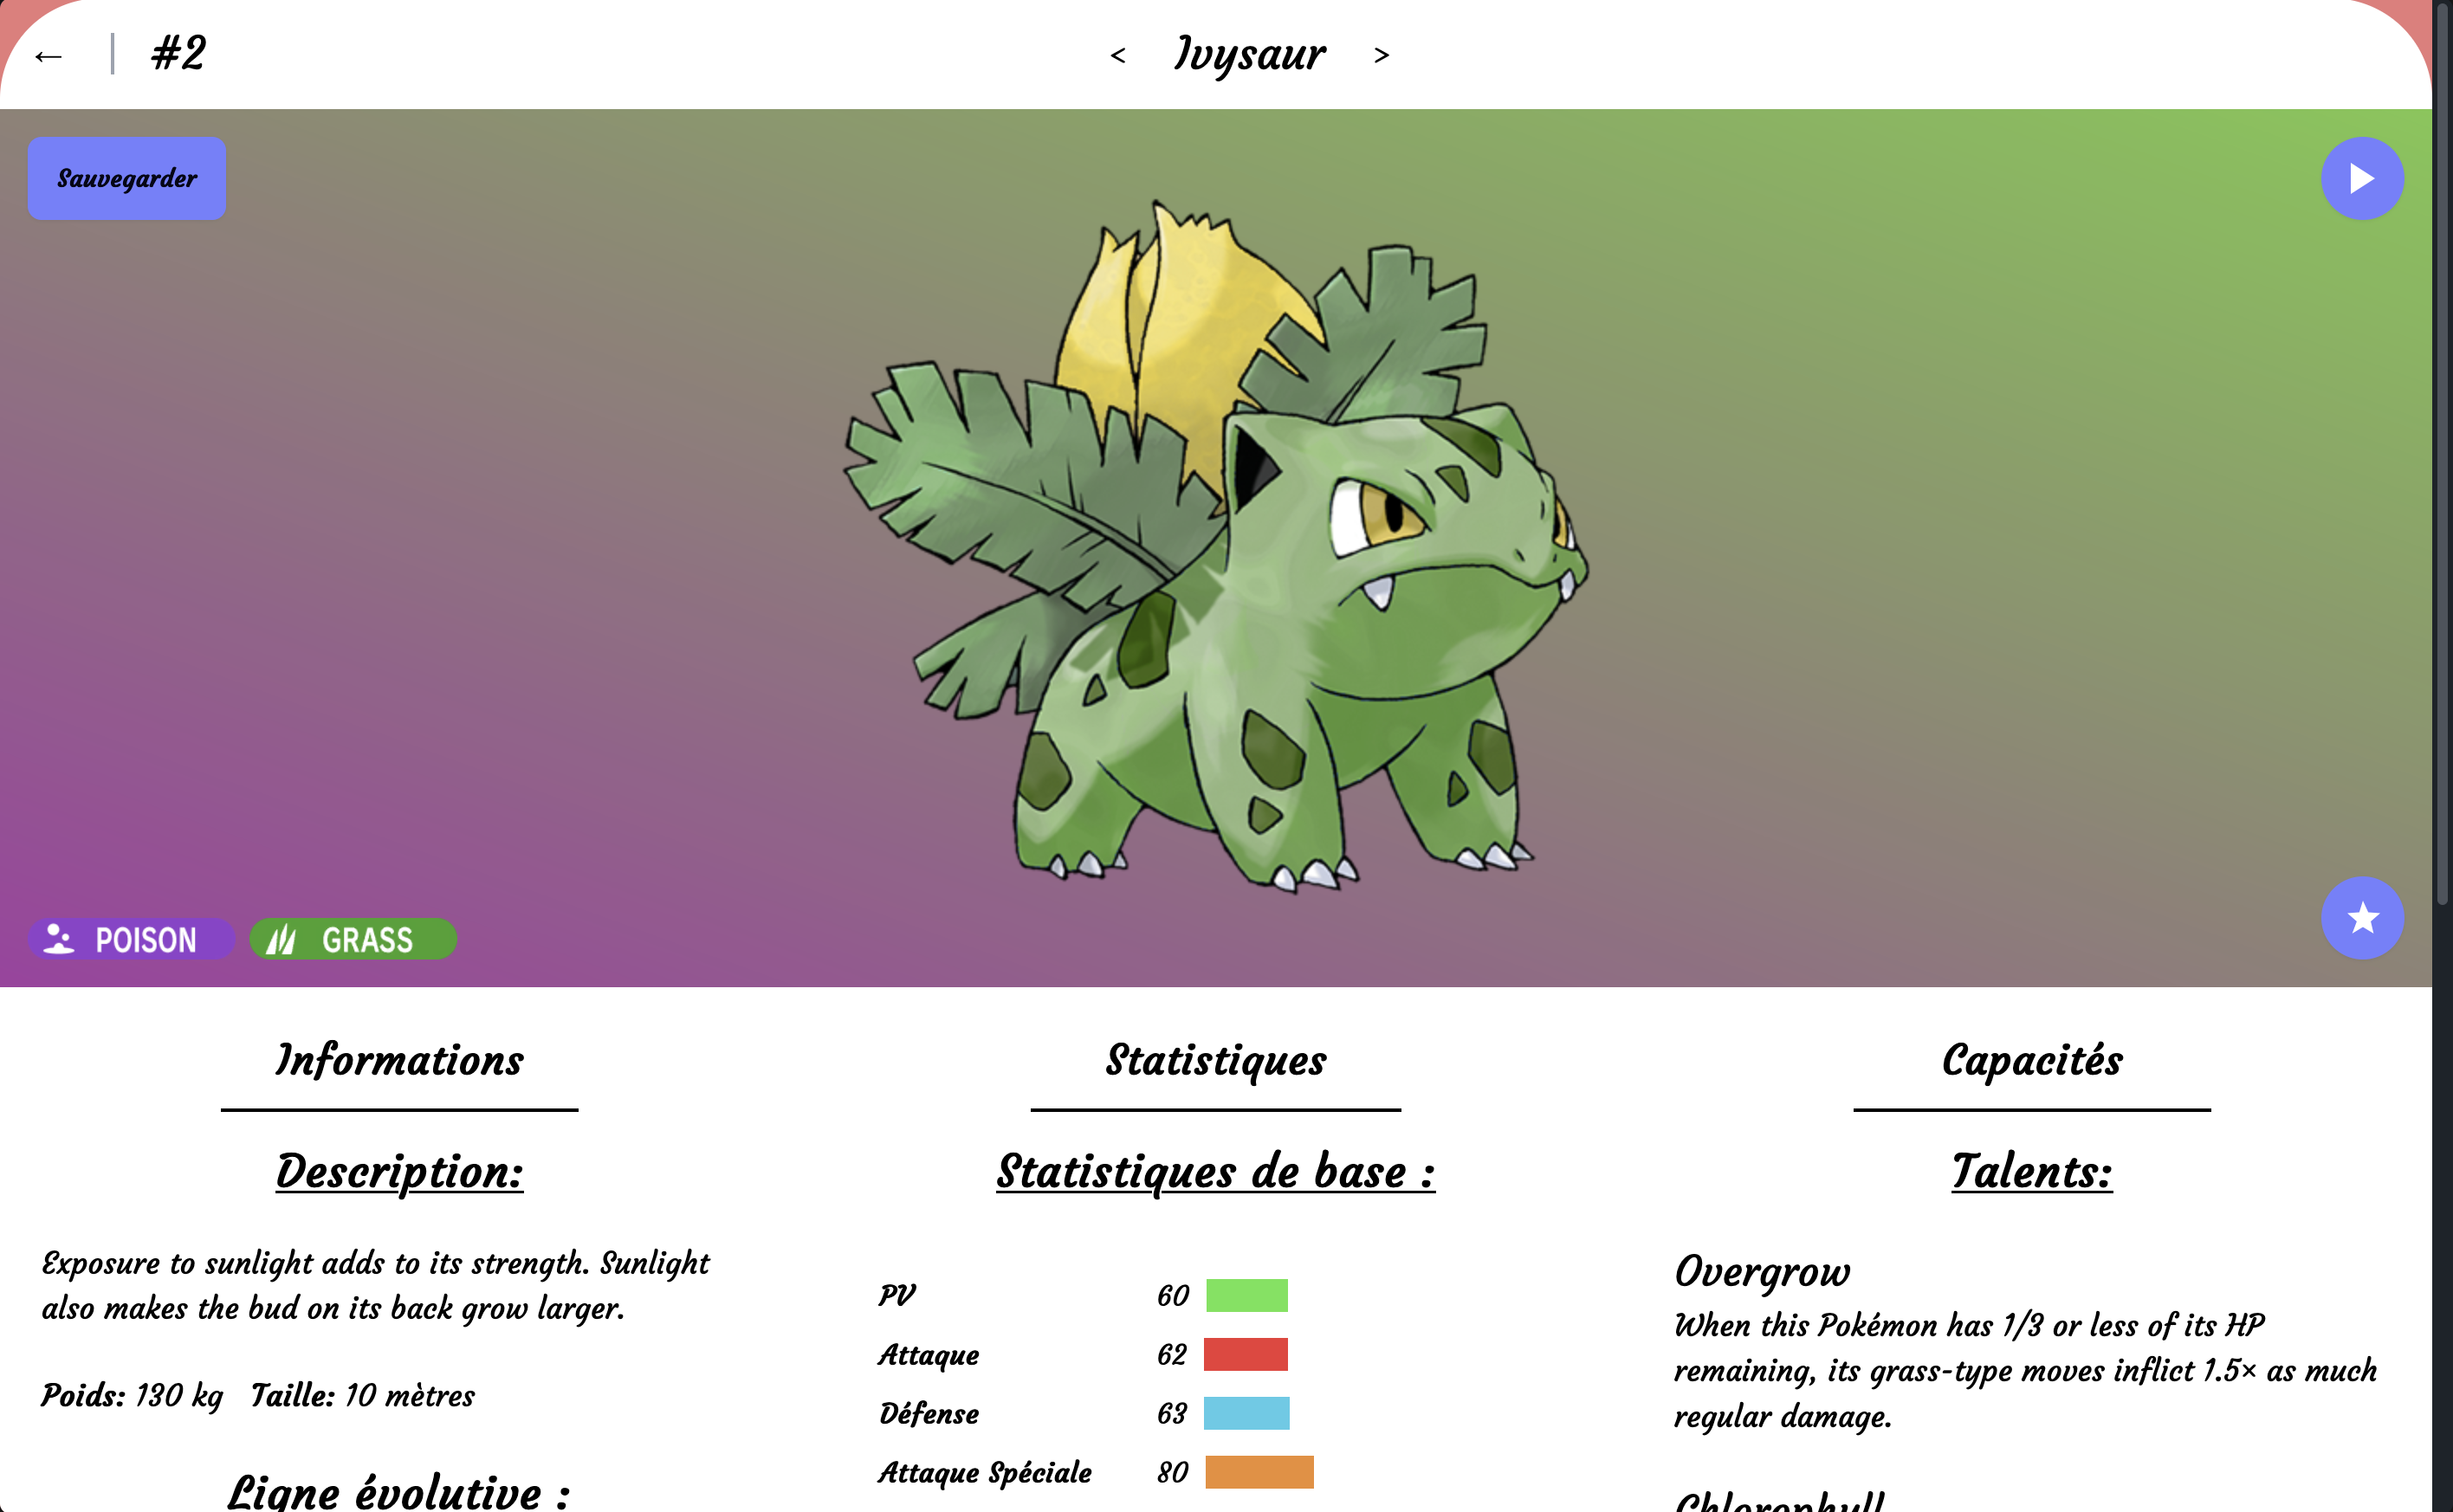 ← | #2
< Ivysaur >
Sauvegarder
POISON
GRASS
Informations
Description:
Exposure to sunlight adds to its strength. Sunlight
also makes the bud on its back grow larger.
Poids: 130 kg Taille: 10 mètres
Ligne évolutive :
Statistiques
Statistiques de base :
PV 60
Attaque 62
Défense 63
Attaque Spéciale 80
Capacités
Talents:
Overgrow
When this Pokémon has 1/3 or less of its HP
remaining, its grass-type moves inflict 1.5× as much
regular damage.
Chlorophyll